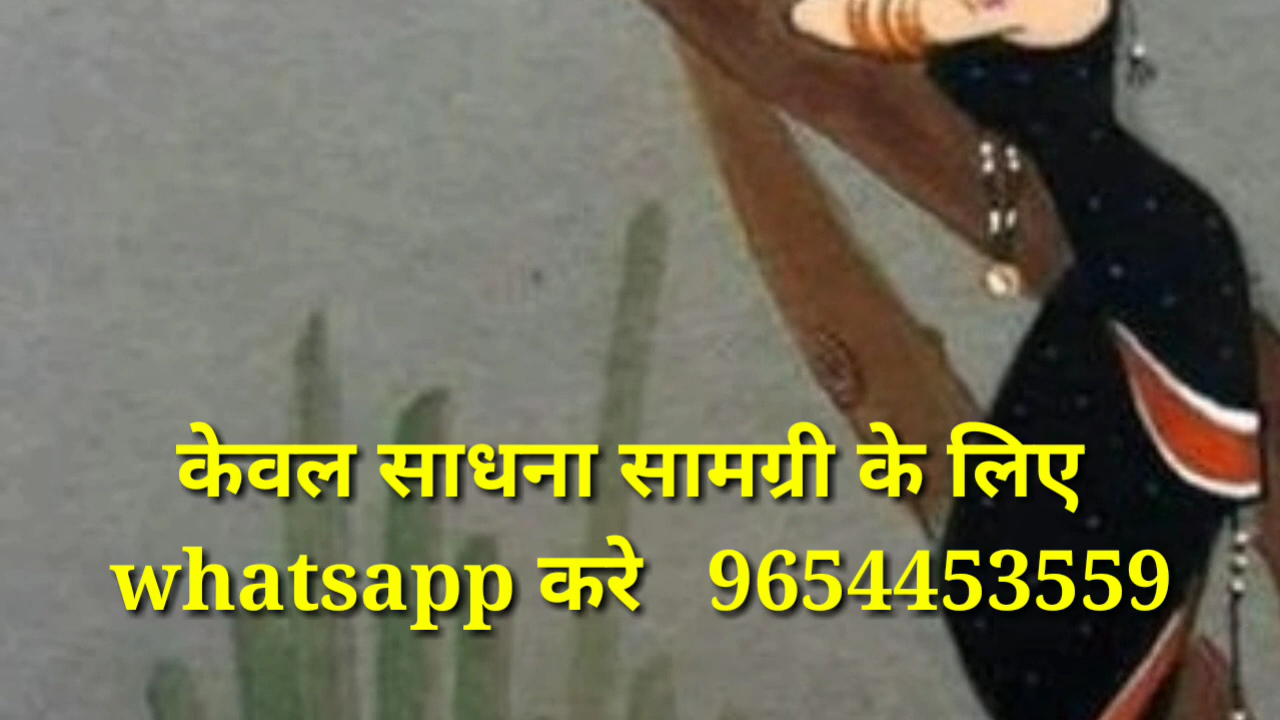 केवल साधना सामग्री के लिए
whatsapp करे 9654453559